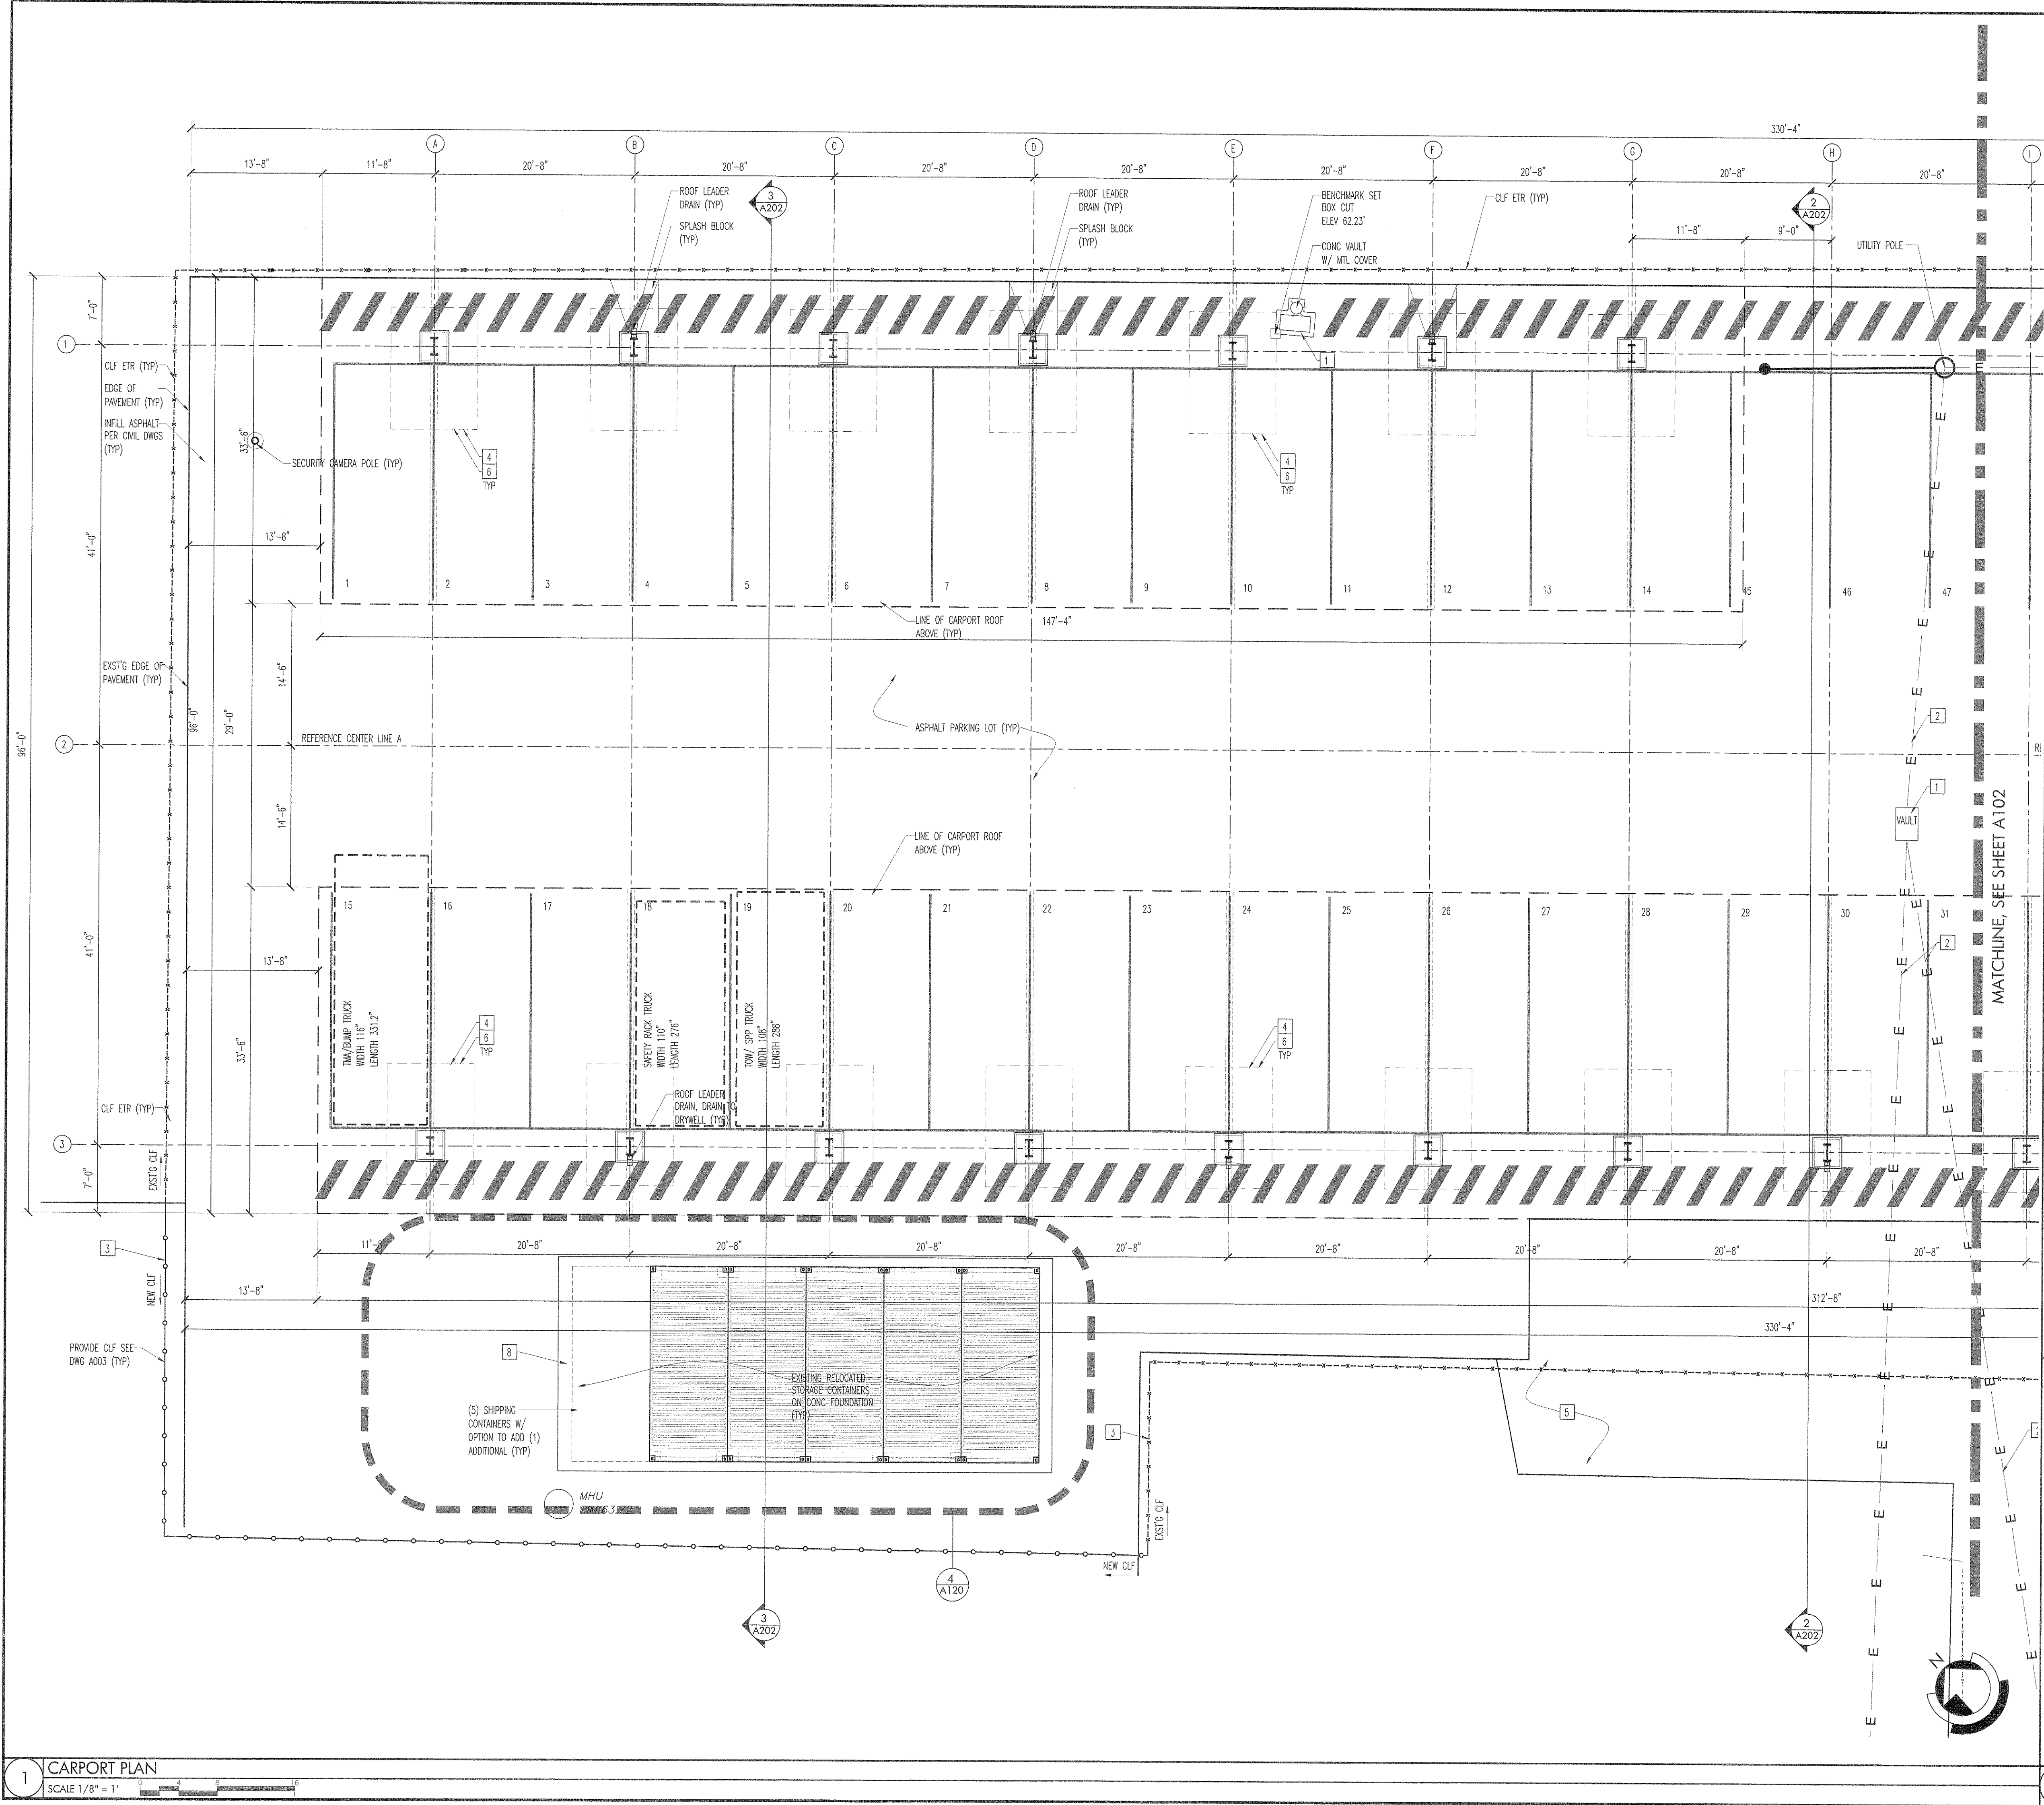 330'-4"
A
B
C
D
E
F
G
H
I
13'-8"
11'-8"
20'-8"
20'-8"
20'-8"
20'-8"
20'-8"
20'-8"
20'-8"
20'-8"
3
A202
2
A202
ROOF LEADER
DRAIN (TYP)
SPLASH BLOCK
(TYP)
ROOF LEADER
DRAIN (TYP)
SPLASH BLOCK
(TYP)
BENCHMARK SET
BOX CUT
ELEV 62.23'
CONC VAULT
W/ MTL COVER
CLF ETR (TYP)
11'-8"
9'-0"
UTILITY POLE
7'-0"
1
1
CLF ETR (TYP)
EDGE OF
PAVEMENT (TYP)
INFILL ASPHALT
PER CIVIL DWGS
(TYP)
33'-6"
SECURITY CAMERA POLE (TYP)
4
6
TYP
4
6
TYP
41'-0"
13'-8"
1
2
3
4
5
6
7
8
9
10
11
12
13
14
45
46
47
LINE OF CARPORT ROOF
ABOVE (TYP)
147'-4"
EXST'G EDGE OF
PAVEMENT (TYP)
14'-6"
96'-0"
96'-0"
29'-0"
2
REFERENCE CENTER LINE A
ASPHALT PARKING LOT (TYP)
2
1
VAULT
MATCHLINE, SEE SHEET A102
14'-6"
LINE OF CARPORT ROOF
ABOVE (TYP)
15
16
17
18
19
20
21
22
23
24
25
26
27
28
29
30
31
2
41'-0"
13'-8"
33'-6"
TMA/BUMP TRUCK
WIDTH 116"
LENGTH 331.2"
SAFETY RACK TRUCK
WIDTH 110"
LENGTH 276"
TOW/ SPP TRUCK
WIDTH 108"
LENGTH 288"
4
6
TYP
4
6
TYP
ROOF LEADER
DRAIN, DRAIN TO
DRYWELL (TYP)
CLF ETR (TYP)
3
EXST'G CLF
7'-0"
11'-8"
20'-8"
20'-8"
20'-8"
20'-8"
20'-8"
20'-8"
20'-8"
20'-8"
3
NEW CLF
13'-8"
312'-8"
330'-4"
PROVIDE CLF SEE
DWG A003 (TYP)
8
EXISTING RELOCATED
STORAGE CONTAINERS
ON CONC FOUNDATION
(TYP)
(5) SHIPPING
CONTAINERS W/
OPTION TO ADD (1)
ADDITIONAL (TYP)
3
5
MHU
RIM:63.72
EXST'G CLF
NEW CLF
4
A120
3
A202
2
A202
N
E E E E E E E E E E E E E E E E E E
1
CARPORT PLAN
SCALE 1/8" = 1'
0 4 8 16